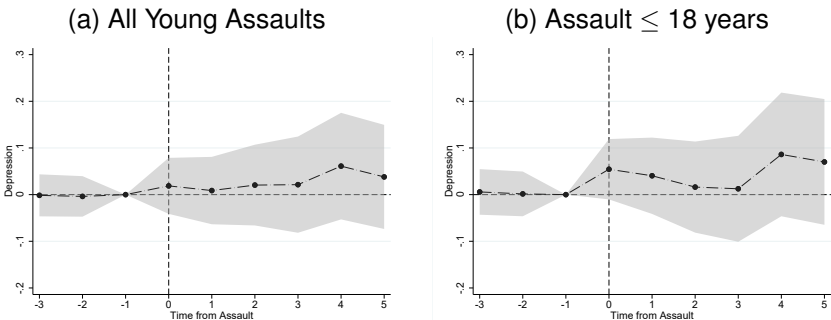 (a) All Young Assaults
Depression
.3
.2
.1
0
-.1
-.2
-3 -2 -1 0 1 2 3 4 5
Time from Assault
(b) Assault ≤ 18 years
Depression
.3
.2
.1
0
-.1
-.2
-3 -2 -1 0 1 2 3 4 5
Time from Assault